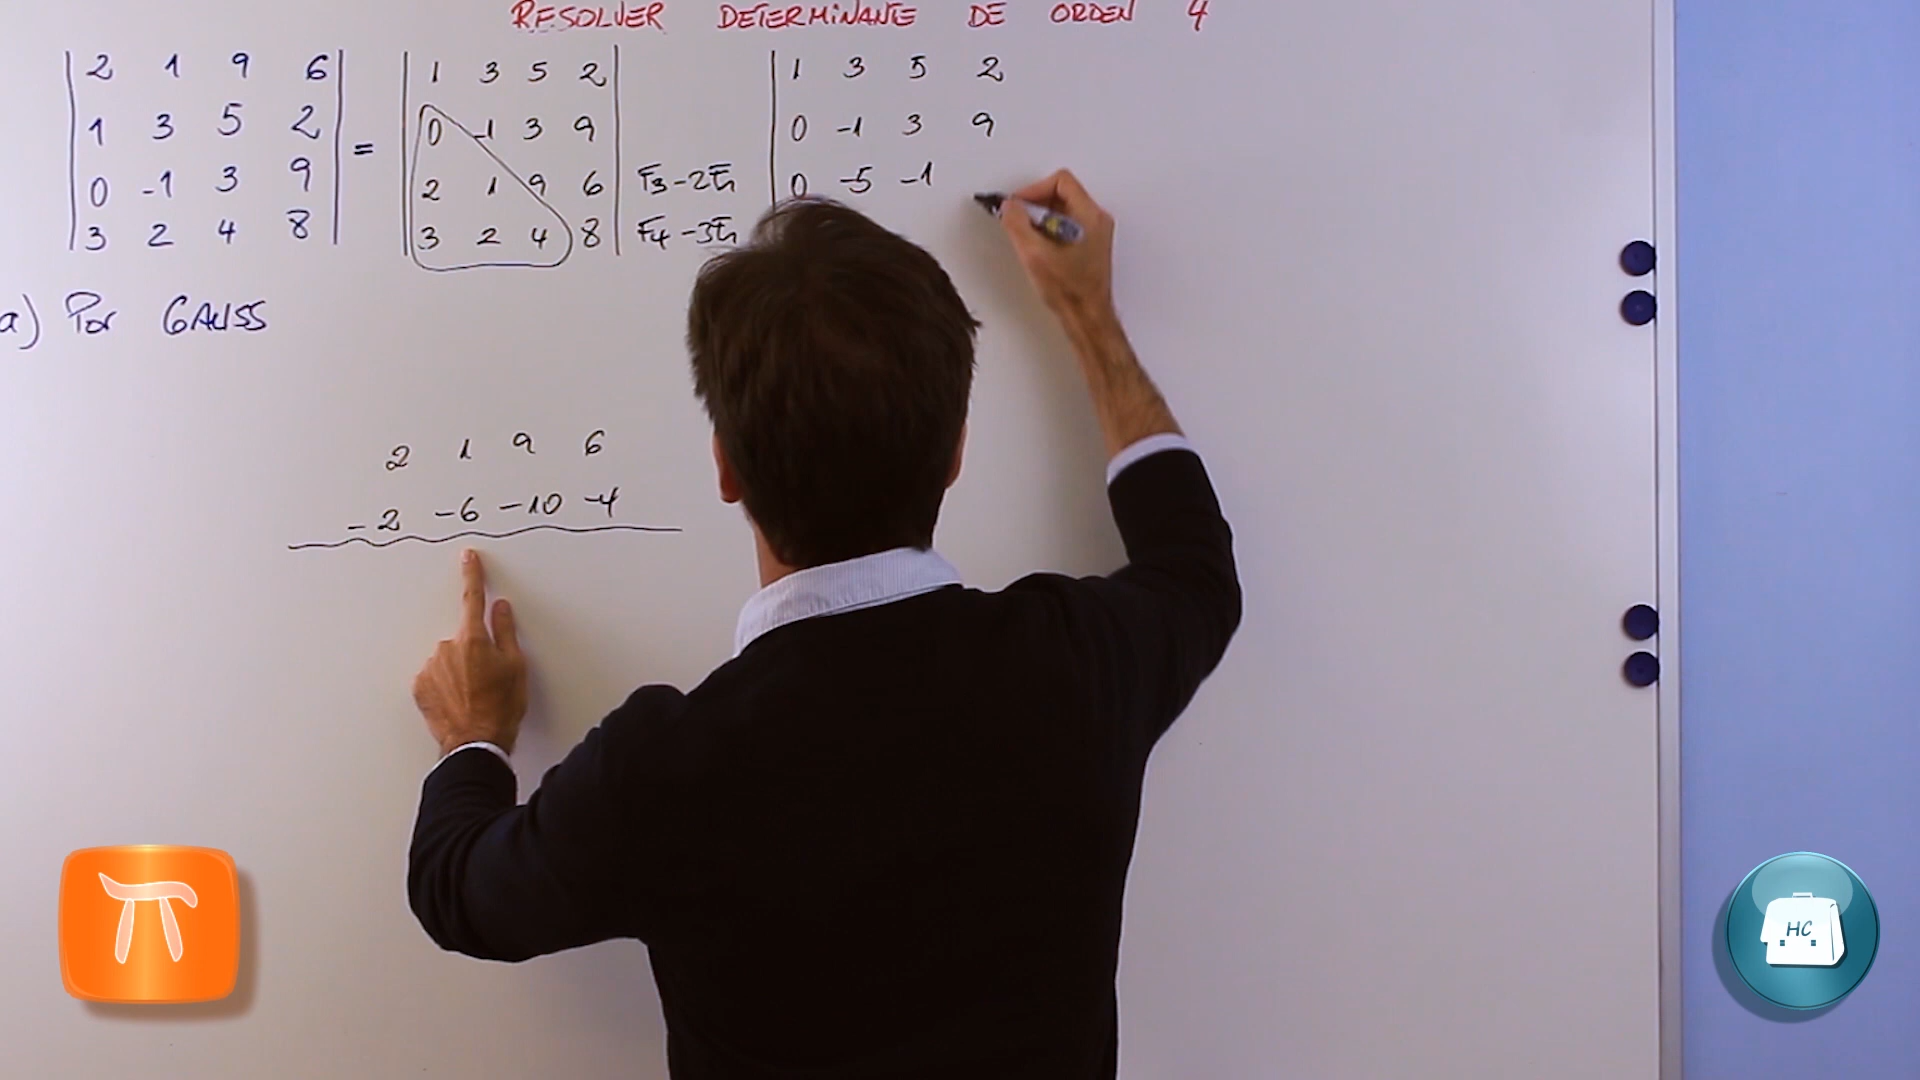 RESOLVER DETERMINANTE DE ORDEN 4
2 1 9 6 1 3 5 2 1 3 5 2
1 3 5 2 = 0 -1 3 9 0 -1 3 9
0 -1 3 9 2 1 9 6 F3-2F1 0 -5 -1
3 2 4 8 3 2 4 8 F4-3F1
a) Por GAUSS
2 1 9 6
-2 -6 -10 -4
π
HC